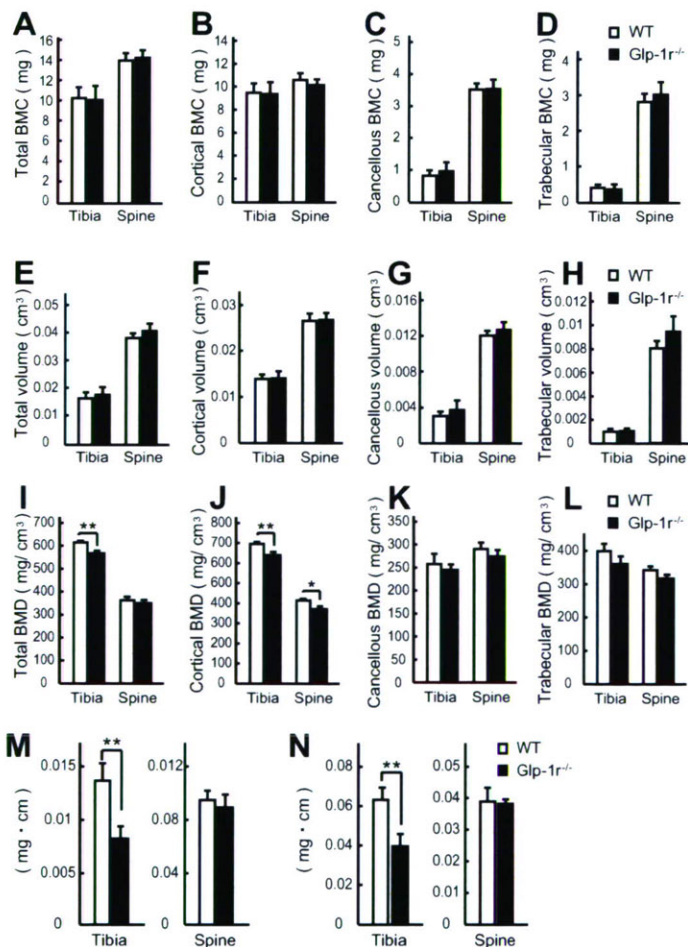 A
Total BMC ( mg )
16
14
12
10
8
6
4
2
0
Tibia Spine
B
Cortical BMC ( mg )
14
12
10
8
6
4
2
0
Tibia Spine
C
Cancellous BMC ( mg )
4
3
2
1
0
Tibia Spine
D
Trabecular BMC ( mg )
4
3
2
1
0
Tibia Spine
WT
Glp-1r-/-
E
Total volume ( cm³ )
0.05
0.04
0.03
0.02
0.01
Tibia Spine
F
Cortical volume ( cm³ )
0.03
0.02
0.01
0
Tibia Spine
G
Cancellous volume ( cm³ )
0.016
0.012
0.008
0.004
0
Tibia Spine
H
Trabecular volume ( cm³ )
0.012
0.01
0.008
0.006
0.004
0.002
0
Tibia Spine
WT
Glp-1r-/-
I
Total BMD ( mg/ cm³ )
700
600
500
400
300
200
100
0
**
Tibia Spine
J
Cortical BMD ( mg/ cm³ )
800
700
600
500
400
300
200
100
0
**
*
Tibia Spine
K
Cancellous BMD ( mg/ cm³ )
350
300
250
200
150
100
50
0
Tibia Spine
L
Trabecular BMD ( mg/ cm³ )
400
300
200
100
0
Tibia Spine
WT
Glp-1r-/-
M
( mg · cm )
0.015
0.01
0.005
0
**
Tibia
0.012
0.08
0.04
0
Spine
N
( mg · cm )
0.08
0.06
0.04
0.02
0
**
Tibia
0.05
0.04
0.03
0.02
0.01
0
Spine
WT
Glp-1r-/-